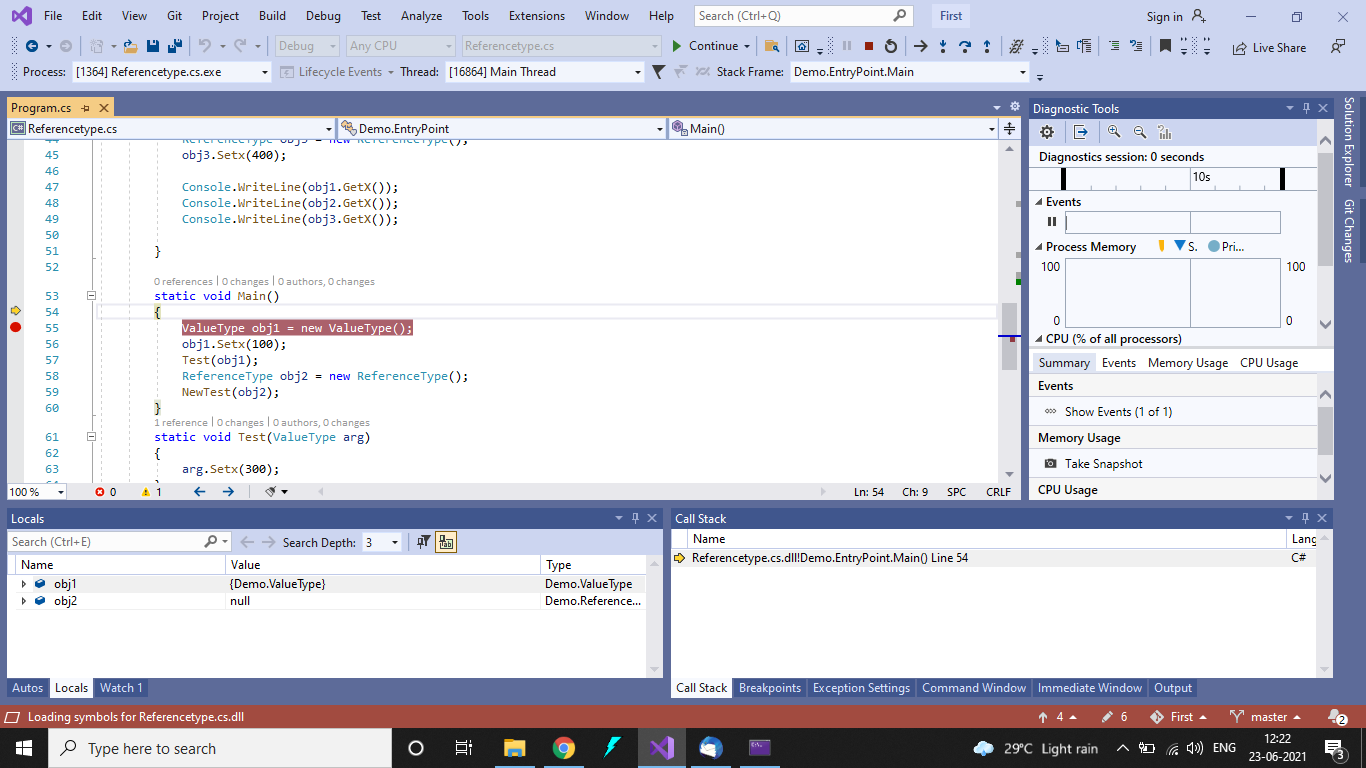 File Edit View Git Project Build Debug Test Analyze Tools Extensions Window Help Search (Ctrl+Q) First Sign in
Debug Any CPU Referencetype.cs Continue Live Share
Process: [1364] Referencetype.cs.exe Lifecycle Events Thread: [16864] Main Thread Stack Frame: Demo.EntryPoint.Main
Program.cs
Referencetype.cs Demo.EntryPoint Main()
45 obj3.Setx(400);
46
47 Console.WriteLine(obj1.GetX());
48 Console.WriteLine(obj2.GetX());
49 Console.WriteLine(obj3.GetX());
50
51 }
52
0 references | 0 changes | 0 authors, 0 changes
53 static void Main()
54 {
55 ValueType obj1 = new ValueType();
56 obj1.Setx(100);
57 Test(obj1);
58 ReferenceType obj2 = new ReferenceType();
59 NewTest(obj2);
60 }
1 reference | 0 changes | 0 authors, 0 changes
61 static void Test(ValueType arg)
62 {
63 arg.Setx(300);
100 % 0 1 Ln: 54 Ch: 9 SPC CRLF
Diagnostic Tools
Diagnostics session: 0 seconds
10s
Events
Process Memory S. Pri...
100 100
0 0
CPU (% of all processors)
Summary Events Memory Usage CPU Usage
Events
Show Events (1 of 1)
Memory Usage
Take Snapshot
CPU Usage
Solution Explorer
Git Changes
Locals
Search (Ctrl+E) Search Depth: 3
Name Value Type
obj1 {Demo.ValueType} Demo.ValueType
obj2 null Demo.Reference...
Autos Locals Watch 1
Call Stack
Name Lang
Referencetype.cs.dll!Demo.EntryPoint.Main() Line 54 C#
Call Stack Breakpoints Exception Settings Command Window Immediate Window Output
Loading symbols for Referencetype.cs.dll 4 6 First master 2
Type here to search 29°C Light rain ENG 12:22
23-06-2021 3